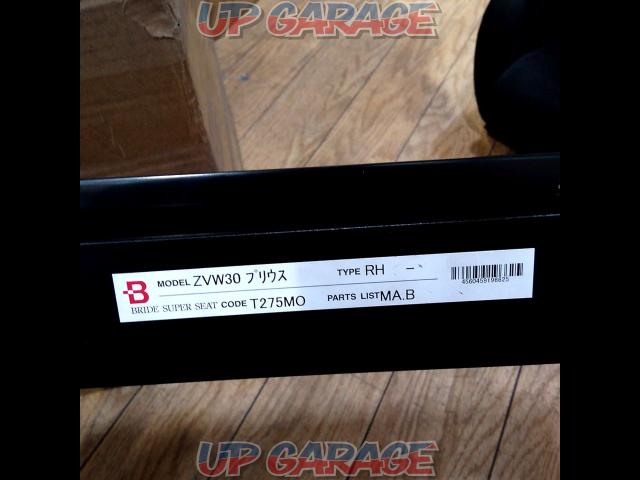 UP GARAGE
B
MODEL ZVW30 プリウス TYPE RH -
BRIDE SUPER SEAT CODE T275MO PARTS LIST MA.B
4560459198625
UP GARAGE